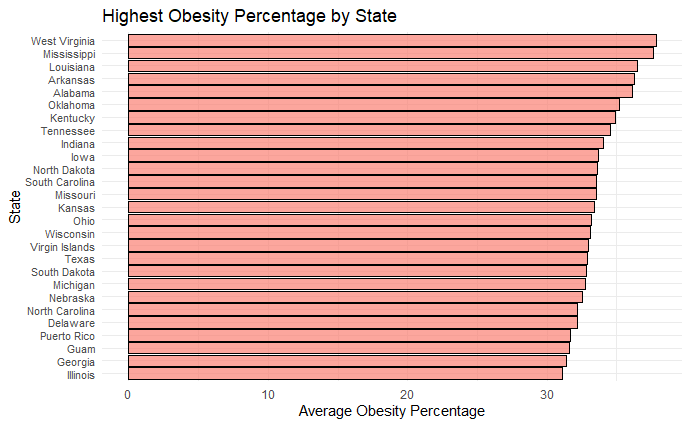 Highest Obesity Percentage by State
State
West Virginia
Mississippi
Louisiana
Arkansas
Alabama
Oklahoma
Kentucky
Tennessee
Indiana
Iowa
North Dakota
South Carolina
Missouri
Kansas
Ohio
Wisconsin
Virgin Islands
Texas
South Dakota
Michigan
Nebraska
North Carolina
Delaware
Puerto Rico
Guam
Georgia
Illinois
0 10 20 30
Average Obesity Percentage